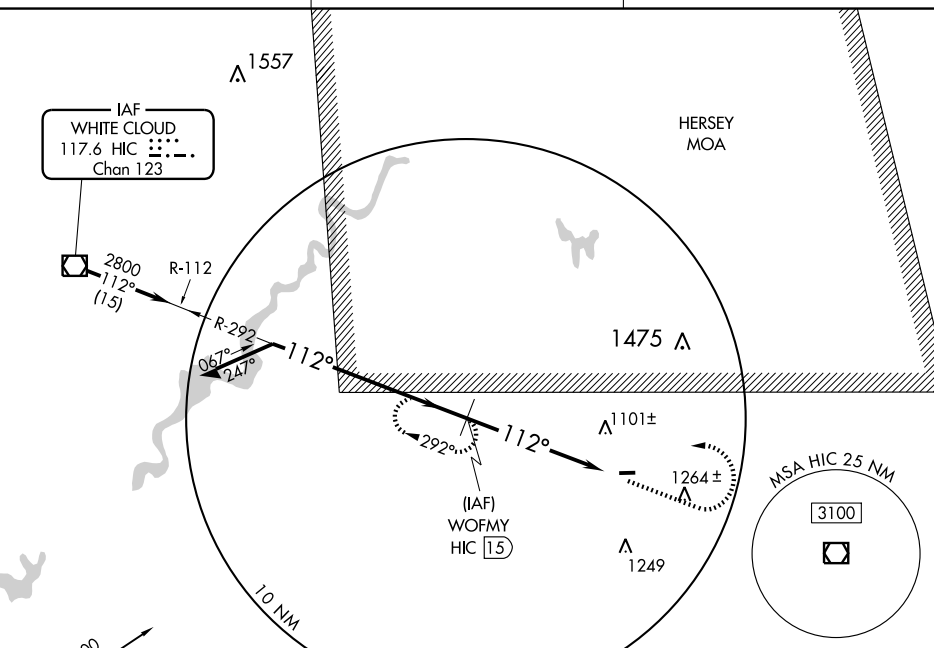 1557
IAF
WHITE CLOUD
117.6 HIC
Chan 123
HERSEY
MOA
2800
112°
(15)
R-112
R-292
067°
247°
112°
1475
292°
112°
1101±
1264±
(IAF)
WOFMY
HIC 15
1249
MSA HIC 25 NM
3100
10 NM